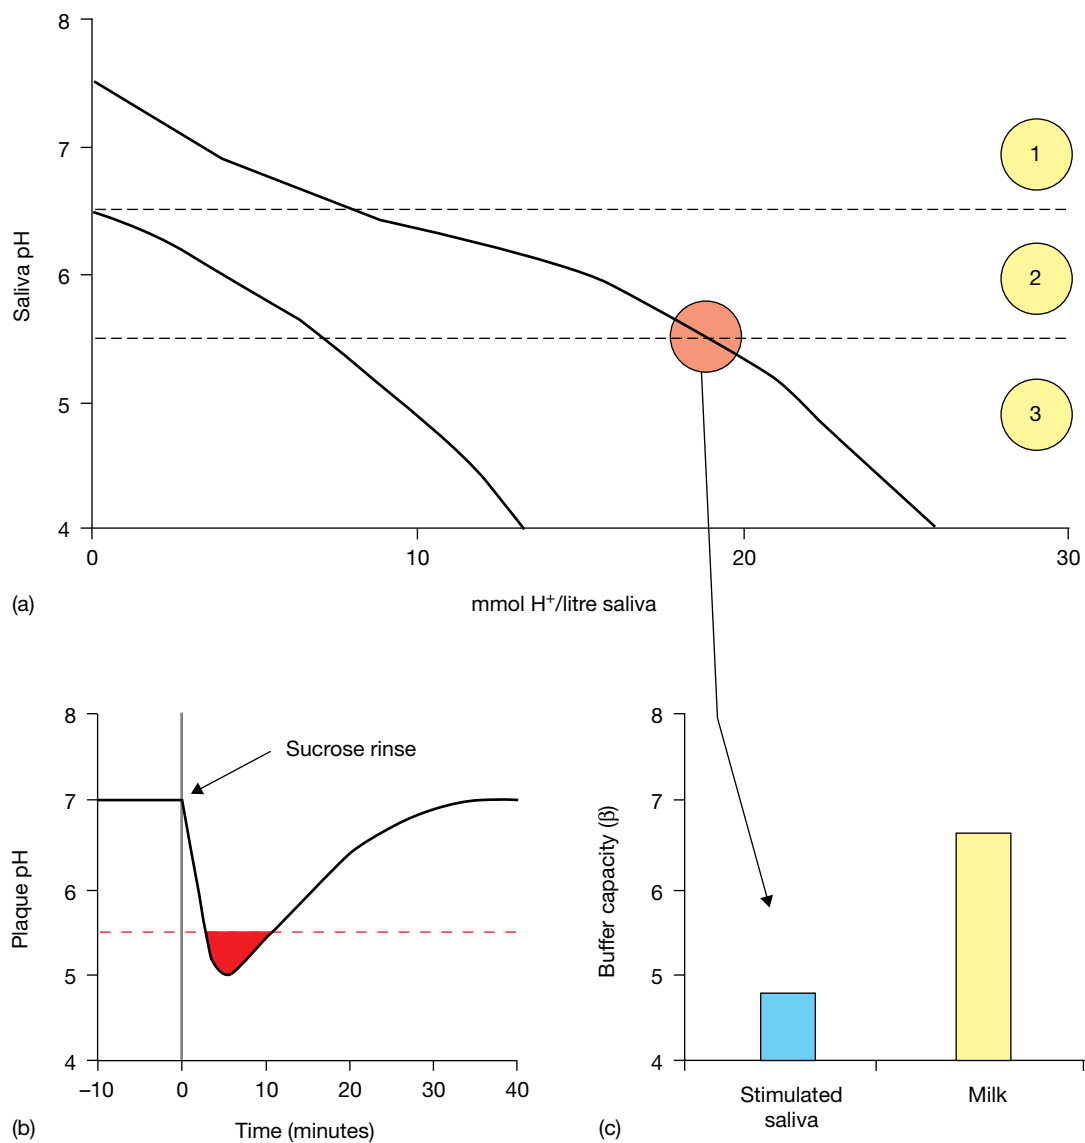 8
7
6
5
4
Saliva pH
1
2
3
0
10
20
30
(a)
mmol H⁺/litre saliva
8
7
6
5
4
Plaque pH
Sucrose rinse
–10
0
10
20
30
40
(b)
Time (minutes)
8
7
6
5
4
Buffer capacity (β)
Stimulated
saliva
Milk
(c)